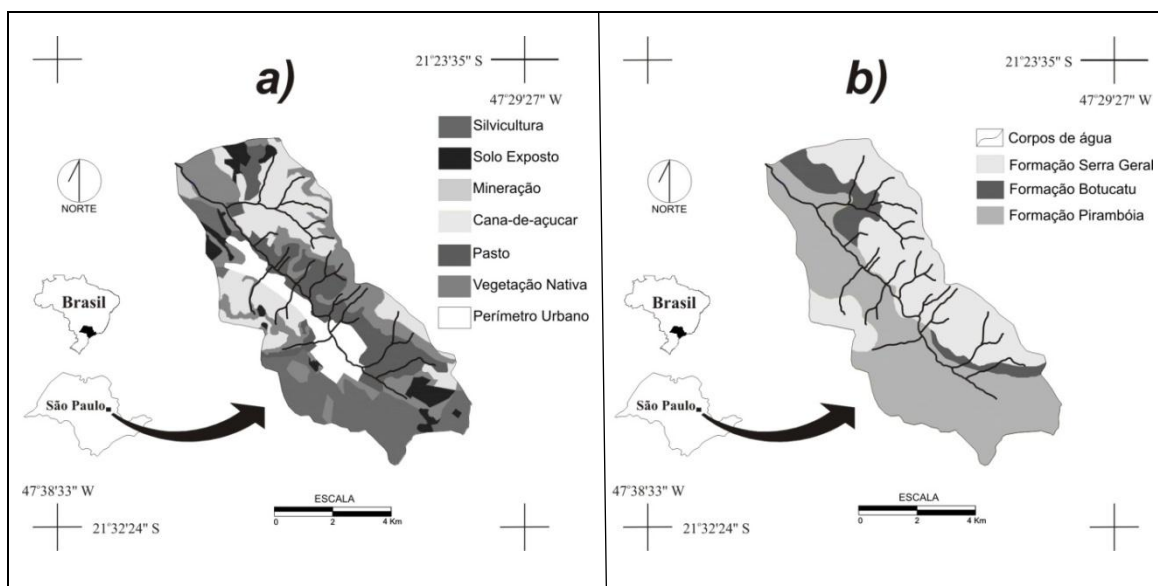 a)
21°23'35" S
47°29'27" W
Silvicultura
Solo Exposto
Mineração
Cana-de-açucar
Pasto
Vegetação Nativa
Perímetro Urbano
NORTE
Brasil
São Paulo
47°38'33" W
21°32'24" S
ESCALA
0 2 4 Km
b)
21°23'35" S
47°29'27" W
Corpos de água
Formação Serra Geral
Formação Botucatu
Formação Pirambóia
NORTE
Brasil
São Paulo
47°38'33" W
21°32'24" S
ESCALA
0 2 4 Km